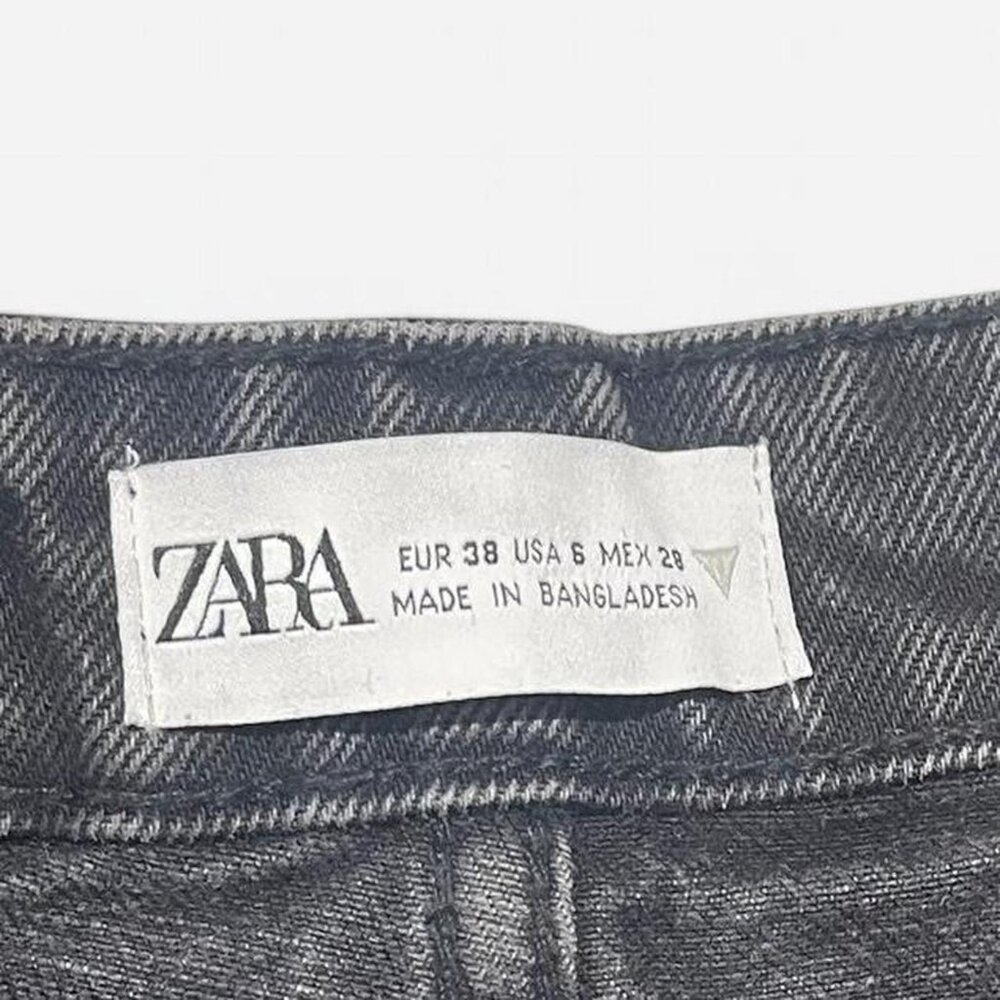 ZARA
EUR 38 USA 6 MEX 28
MADE IN BANGLADESH